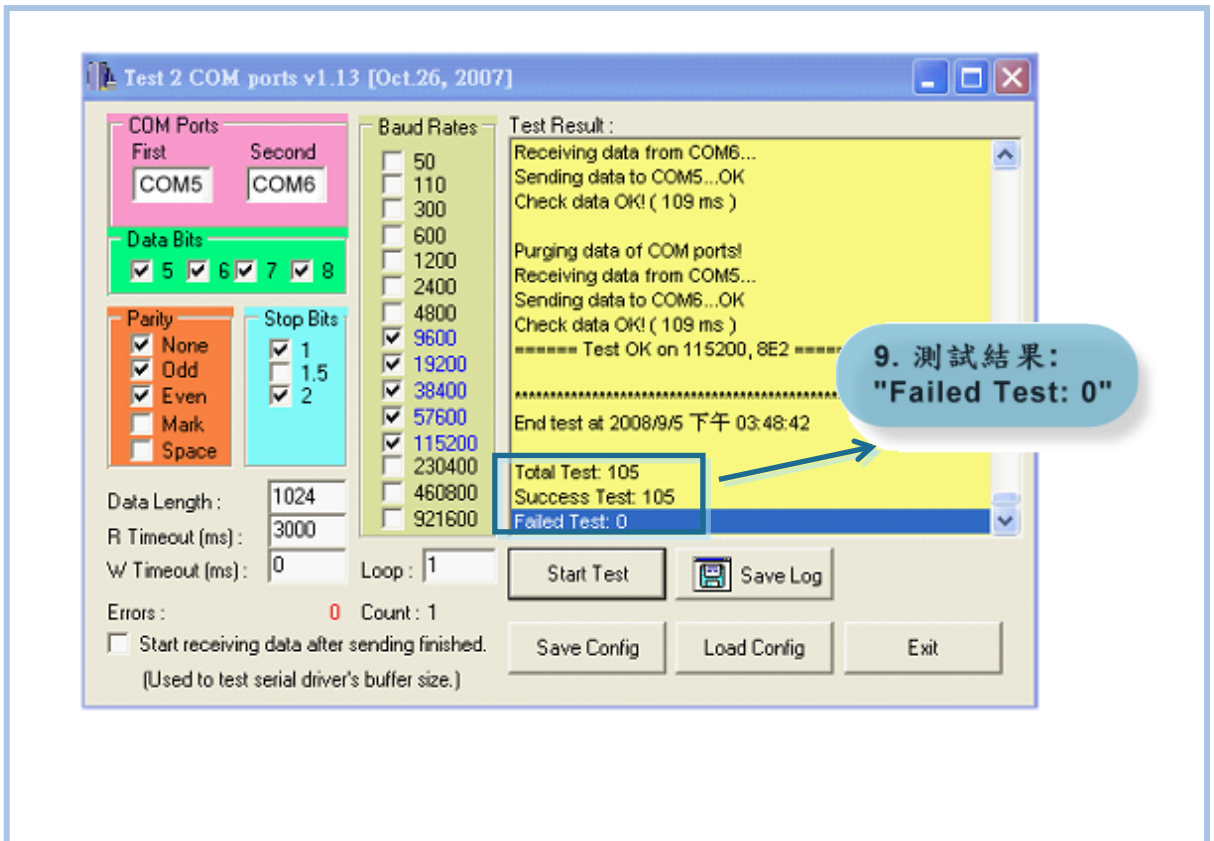 Test 2 COM ports v1.13 [Oct.26, 2007]
COM Ports
First Second
COM5 COM6
Data Bits
5 6 7 8
Parity
None
Odd
Even
Mark
Space
Stop Bits
1
1.5
2
Data Length : 1024
R Timeout (ms) : 3000
W Timeout (ms) : 0
Baud Rates
50
110
300
600
1200
2400
4800
9600
19200
38400
57600
115200
230400
460800
921600
Loop : 1
Errors : 0 Count : 1
Start receiving data after sending finished.
(Used to test serial driver's buffer size.)
Test Result :
Receiving data from COM6...
Sending data to COM5...OK
Check data OK! ( 109 ms )
Purging data of COM ports!
Receiving data from COM5...
Sending data to COM6...OK
Check data OK! ( 109 ms )
====== Test OK on 115200, 8E2 =====
************************************************
End test at 2008/9/5 下午 03:48:42
Total Test: 105
Success Test: 105
Failed Test: 0
9. 測試結果:
"Failed Test: 0"
Start Test Save Log
Save Config Load Config Exit